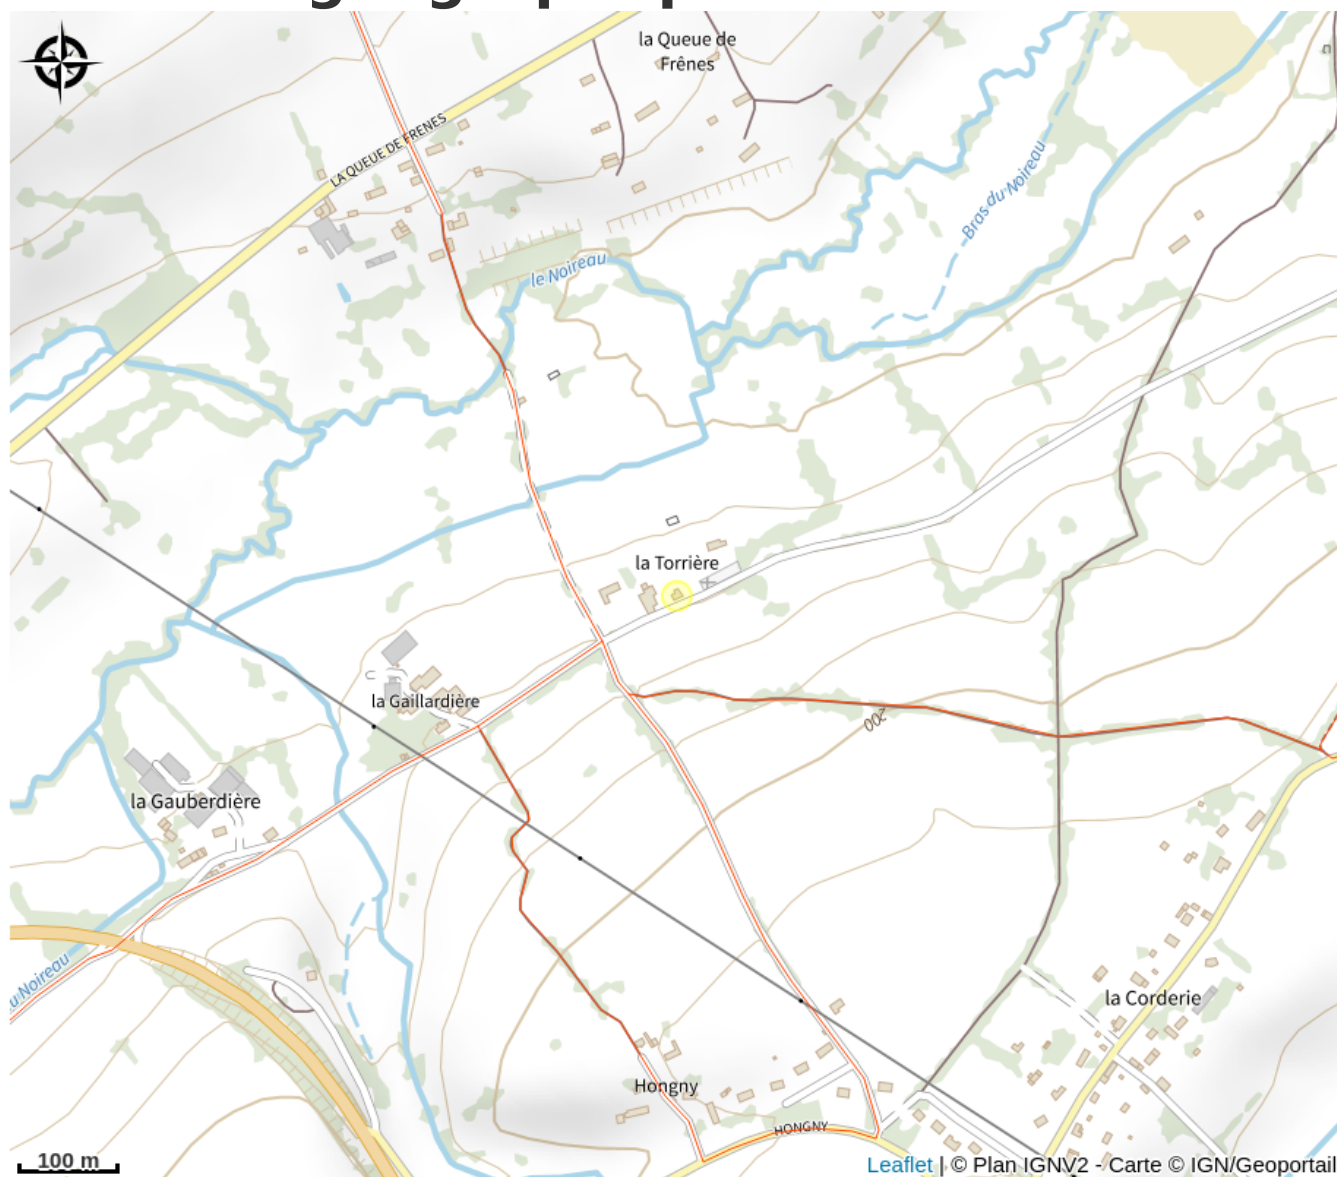 la Queue de
Frênes
LA QUEUE DE FRENES
Bras du Noireau
le Noireau
la Torrière
la Gaillardière
200
la Gauberdière
u Noireau
la Corderie
Hongny
HONGNY
100 m
Leaflet | © Plan IGNV2 - Carte © IGN/Geoportail